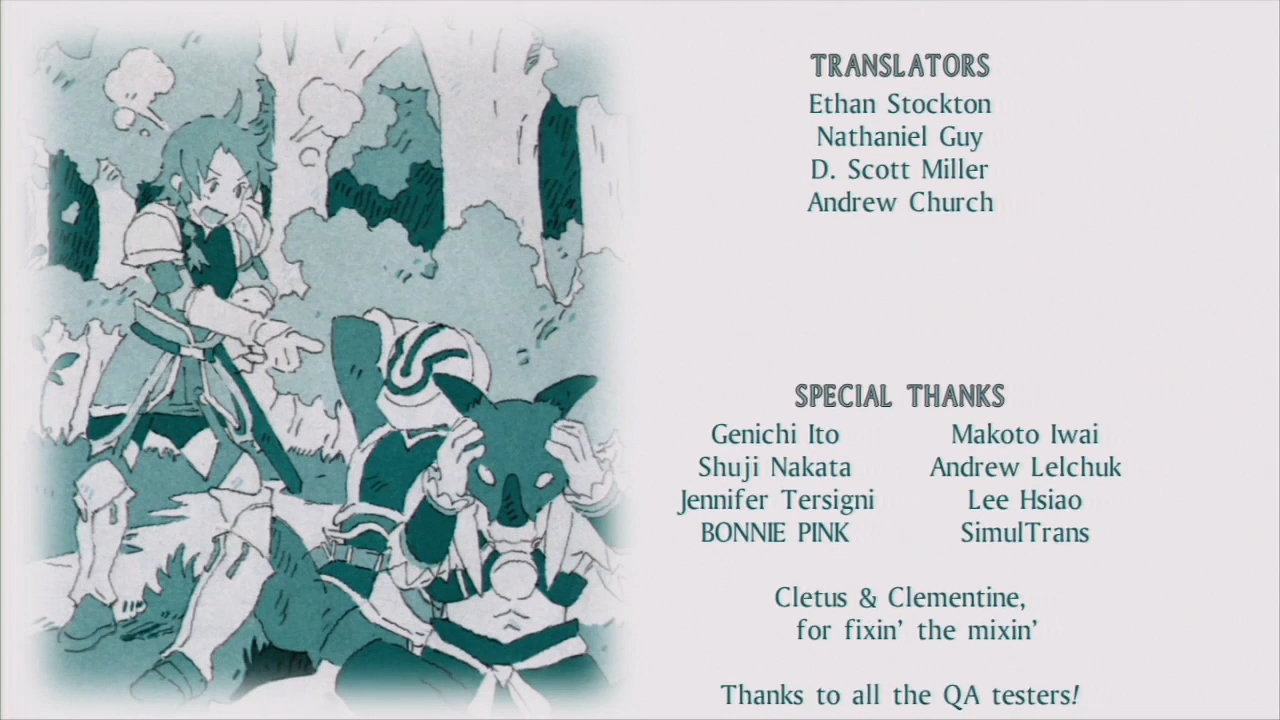 TRANSLATORS
Ethan Stockton
Nathaniel Guy
D. Scott Miller
Andrew Church
SPECIAL THANKS
Genichi Ito
Makoto Iwai
Shuji Nakata
Andrew Lelchuk
Jennifer Tersigni
Lee Hsiao
BONNIE PINK
SimulTrans
Cletus & Clementine,
for fixin’ the mixin’
Thanks to all the QA testers!